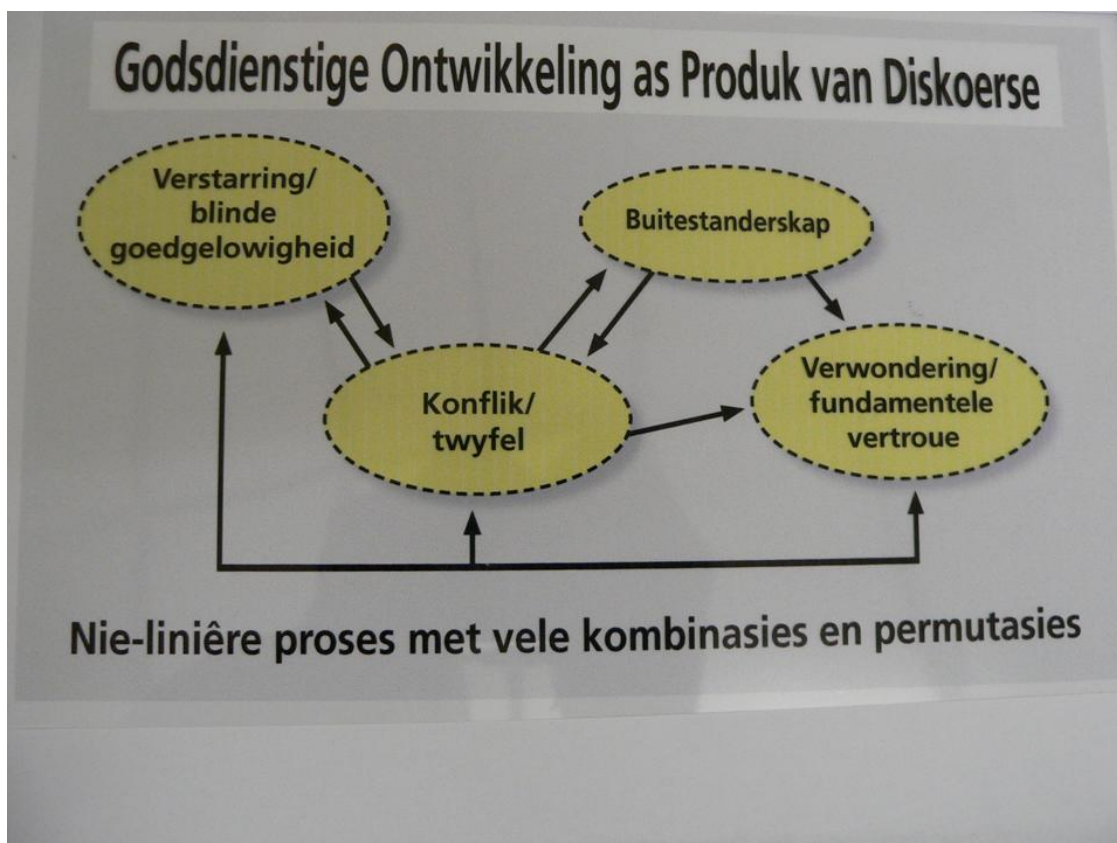 Godsdienstige Ontwikkeling as Produk van Diskoerse
Verstarring/
blinde
goedgelowigheid
Buitestanderskap
Konflik/
twyfel
Verwondering/
fundamentele
vertroue
Nie-liniêre proses met vele kombinasies en permutasies